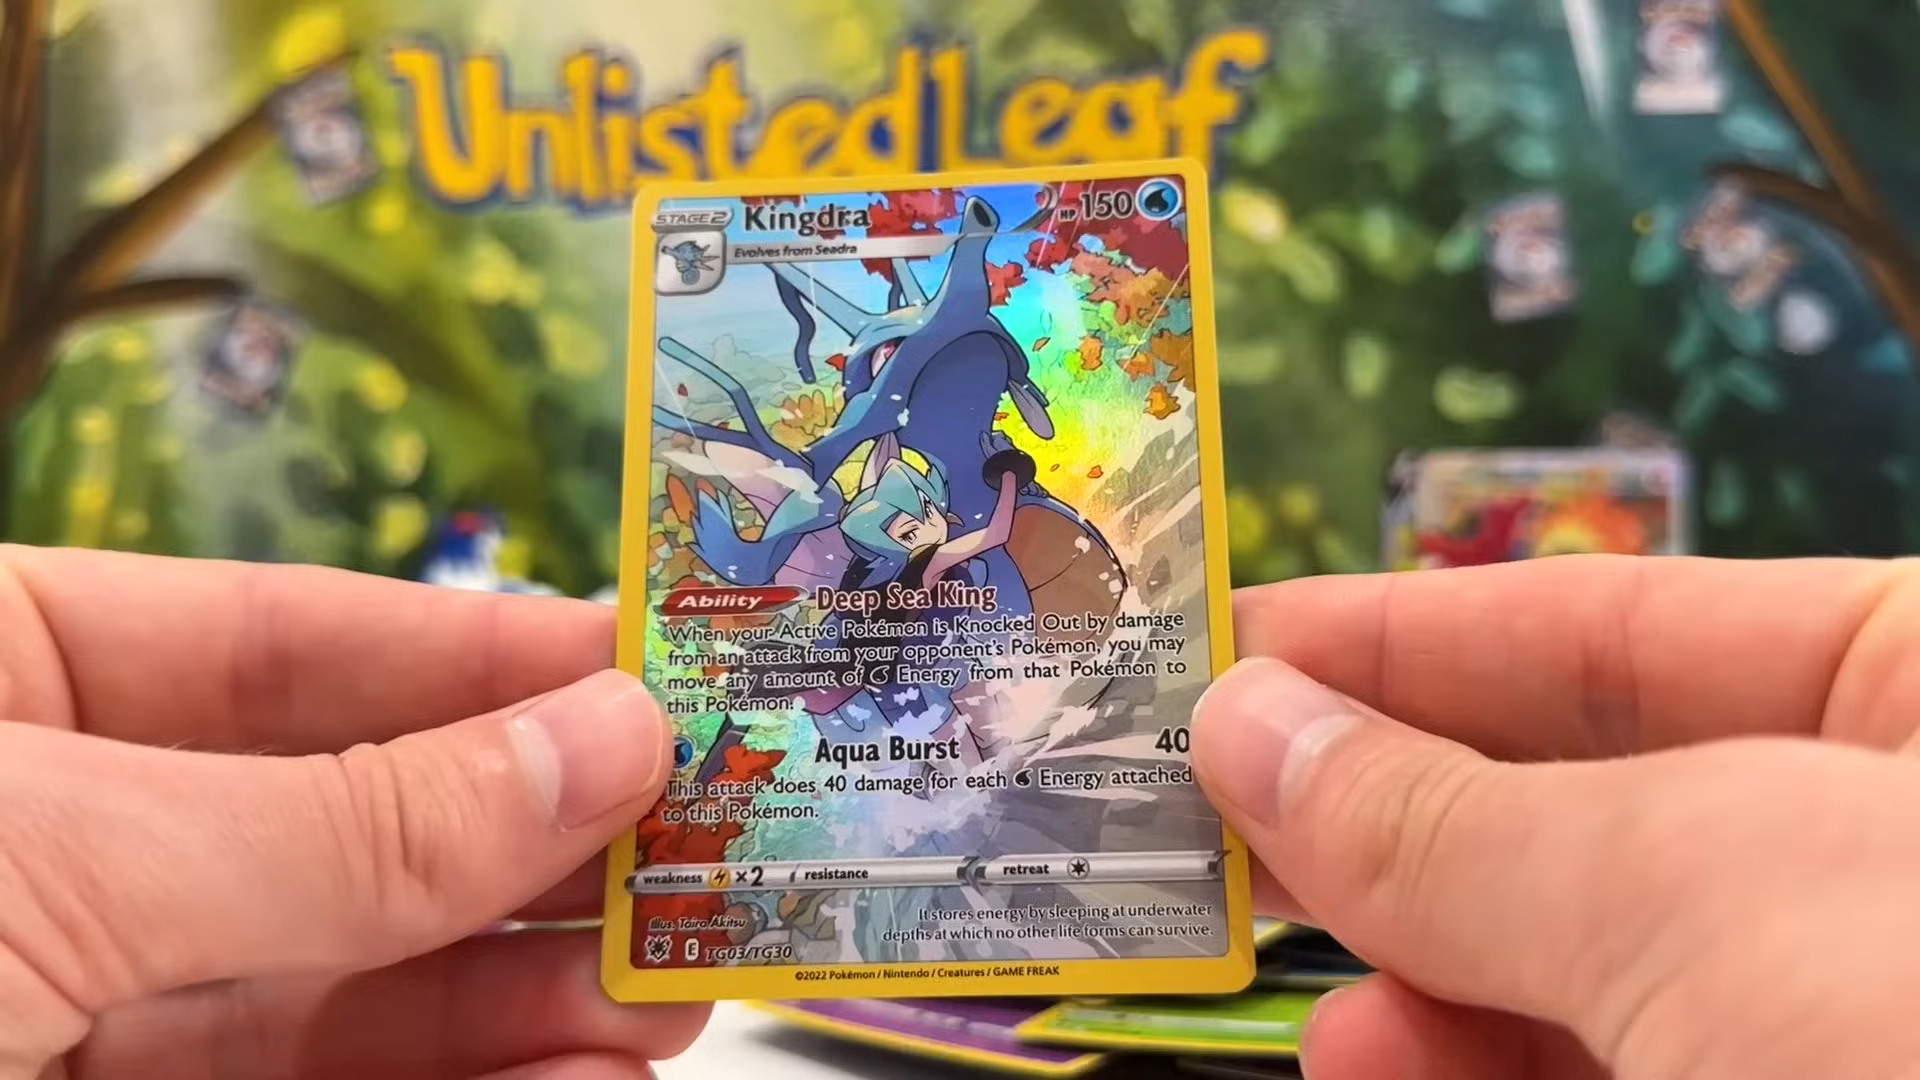 UnlistedLeaf
STAGE 2 Kingdra HP 150
Evolves from Seadra
Ability Deep Sea King
When your Active Pokémon is Knocked Out by damage
from an attack from your opponent's Pokémon, you may
move any amount of Energy from that Pokémon to
this Pokémon.
Aqua Burst 40
This attack does 40 damage for each Energy attached
to this Pokémon.
weakness ×2 resistance retreat
Illus. Taira Akitsu
It stores energy by sleeping at underwater
depths at which no other life forms can survive.
E TG03/TG30
©2022 Pokémon / Nintendo / Creatures / GAME FREAK